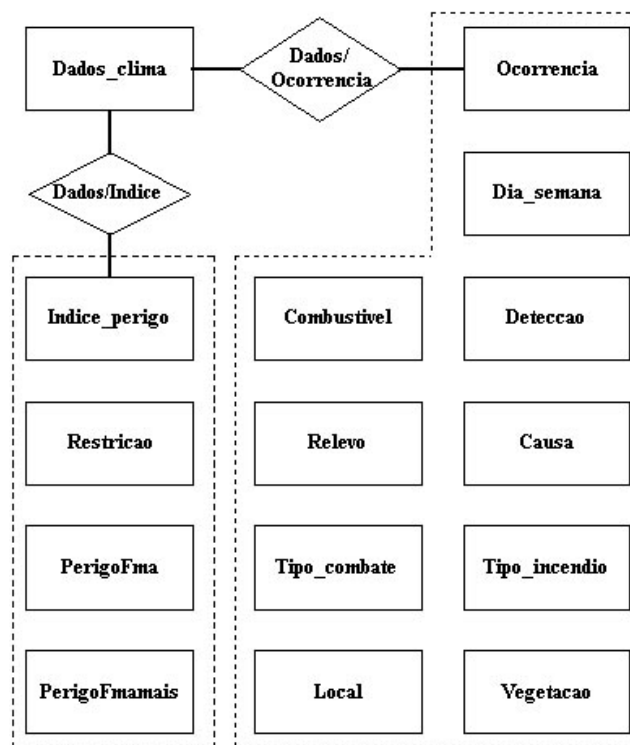 Dados_clima
Dados/
Ocorrencia
Ocorrencia
Dados/Indice
Dia_semana
Indice_perigo
Combustivel
Deteccao
Restricao
Relevo
Causa
PerigoFma
Tipo_combate
Tipo_incendio
PerigoFmamais
Local
Vegetacao